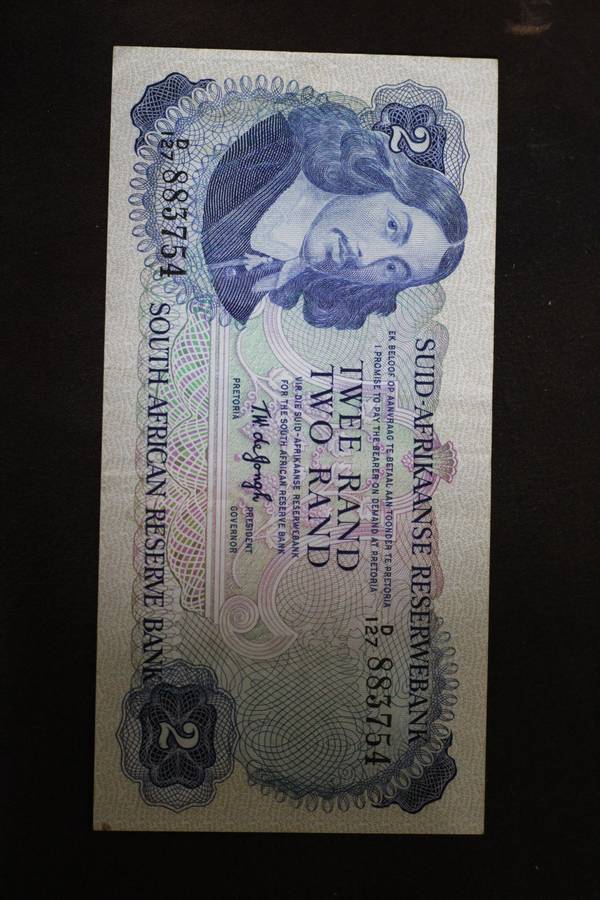 2
SUID-AFRIKAANSE RESERWEBANK
EK BELOOF OP AANVRAAG TE BETAAL AAN TOONDER TE PRETORIA
I PROMISE TO PAY THE BEARER ON DEMAND AT PRETORIA
D
127 883754
TWEE RAND
TWO RAND
VIR DIE SUID-AFRIKAANSE RESERWEBANK
FOR THE SOUTH AFRICAN RESERVE BANK
T.W. de Jongh
PRESIDENT
PRETORIA GOVERNOR
D
127 883754
SOUTH AFRICAN RESERVE BANK
2